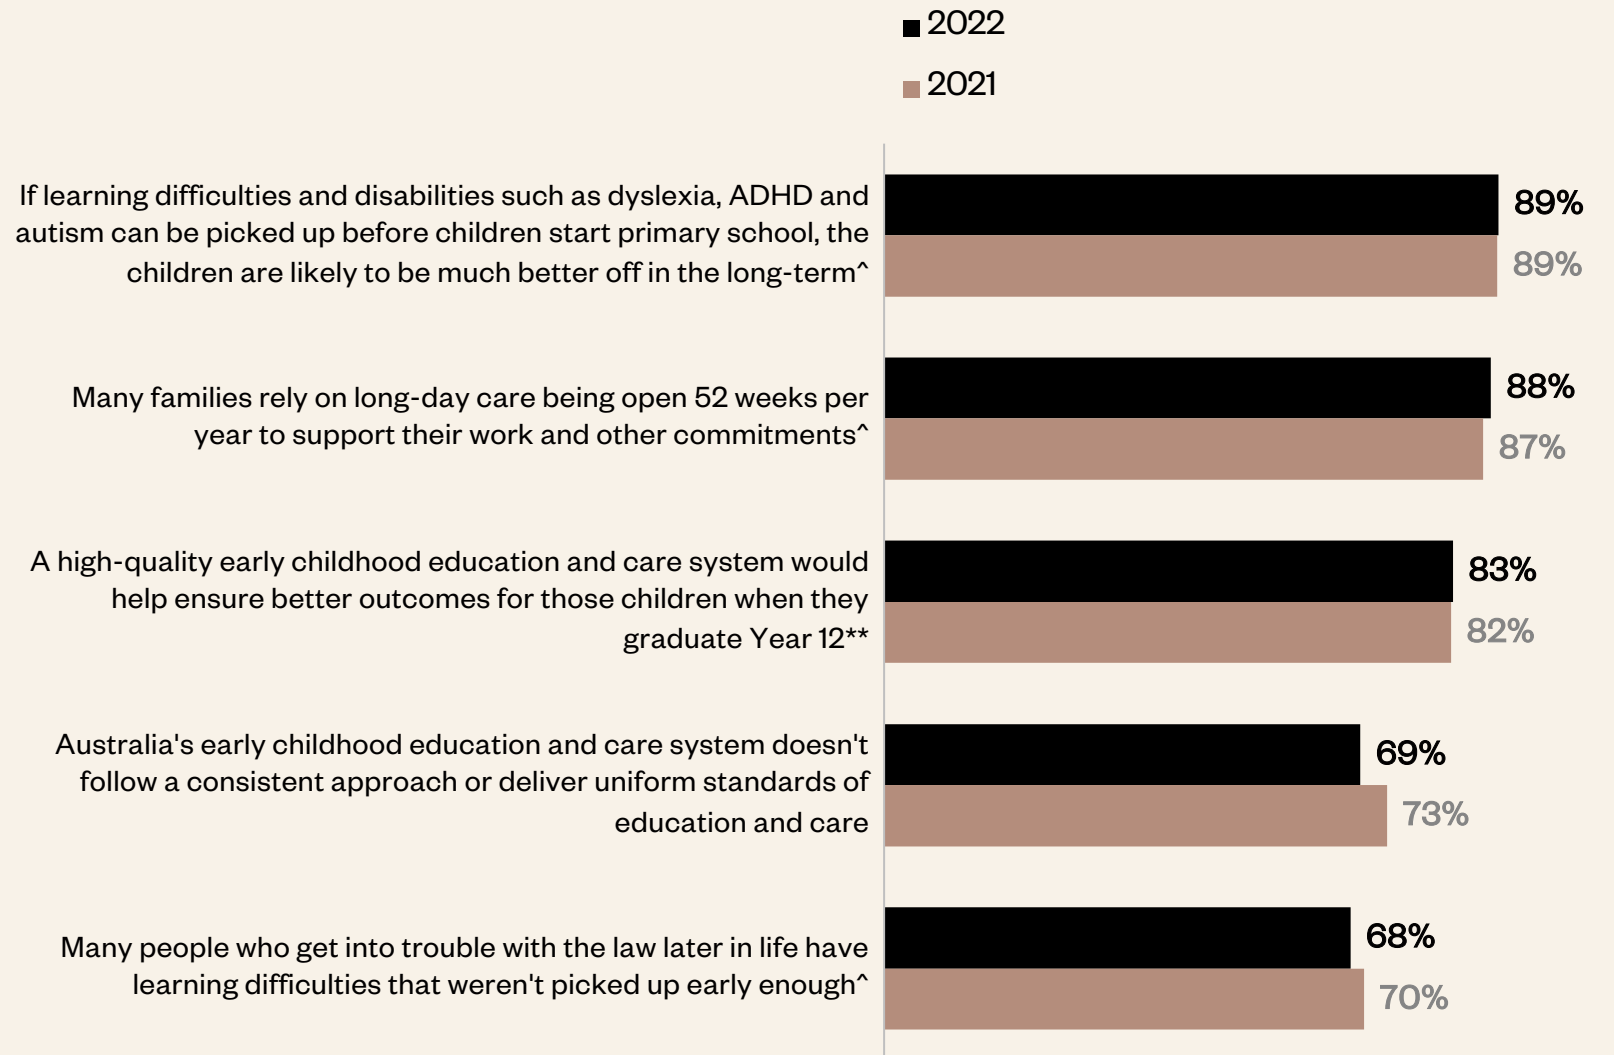 2022
2021
If learning difficulties and disabilities such as dyslexia, ADHD and
autism can be picked up before children start primary school, the
children are likely to be much better off in the long-term^
89%
89%
Many families rely on long-day care being open 52 weeks per
year to support their work and other commitments^
88%
87%
A high-quality early childhood education and care system would
help ensure better outcomes for those children when they
graduate Year 12**
83%
82%
Australia's early childhood education and care system doesn't
follow a consistent approach or deliver uniform standards of
education and care
69%
73%
Many people who get into trouble with the law later in life have
learning difficulties that weren't picked up early enough^
68%
70%